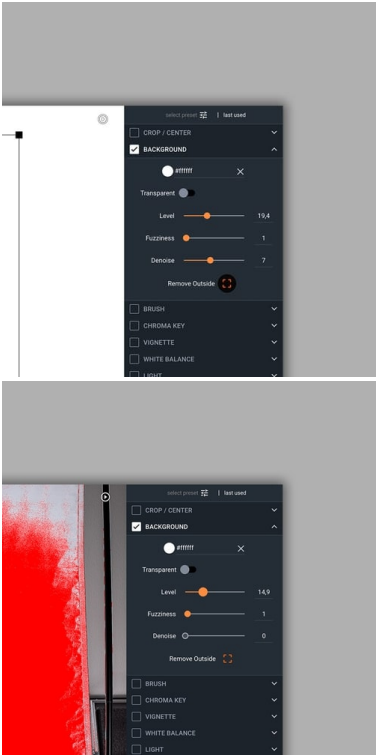 select preset | last used
CROP / CENTER
BACKGROUND
#ffffff
Transparent
Level 19,4
Fuzziness 1
Denoise 7
Remove Outside
BRUSH
CHROMA KEY
VIGNETTE
WHITE BALANCE
LIGHT
select preset | last used
CROP / CENTER
BACKGROUND
#ffffff
Transparent
Level 14,9
Fuzziness 1
Denoise 0
Remove Outside
BRUSH
CHROMA KEY
VIGNETTE
WHITE BALANCE
LIGHT